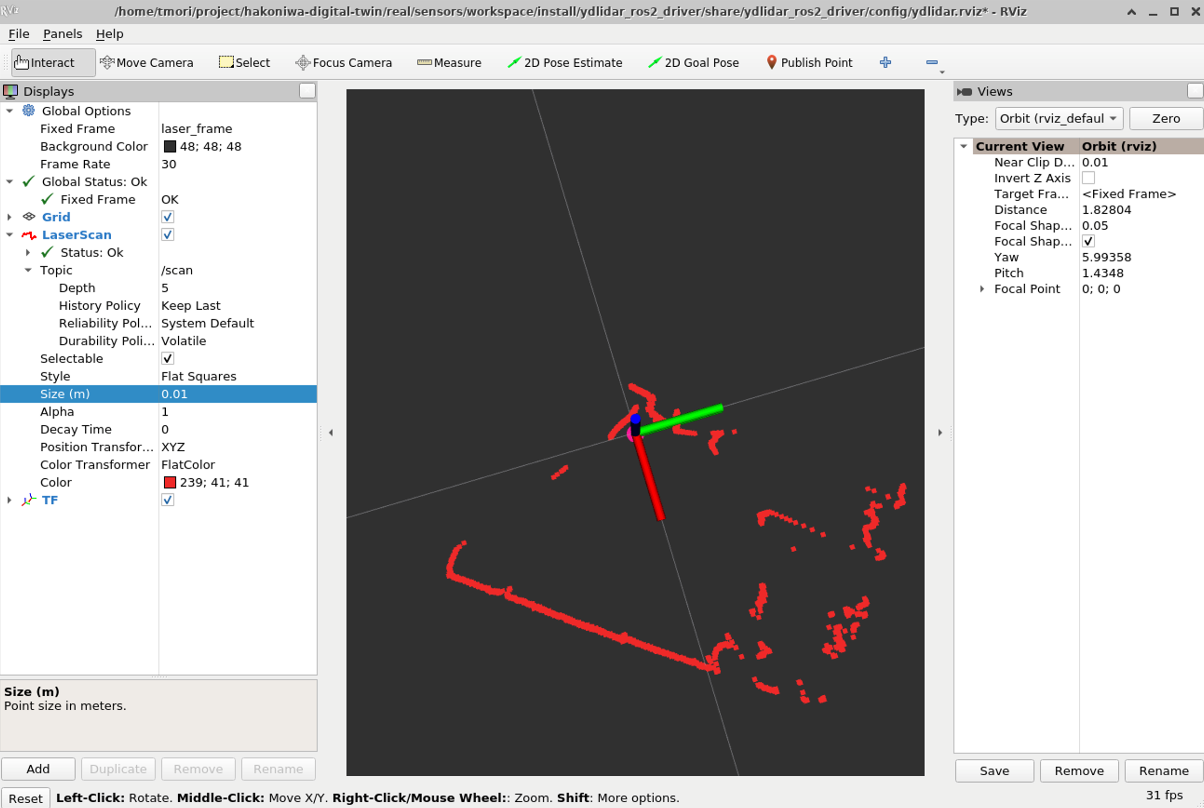 /home/tmori/project/hakoniwa-digital-twin/real/sensors/workspace/install/ydlidar_ros2_driver/share/ydlidar_ros2_driver/config/ydlidar.rviz* - RViz
File Panels Help
Interact Move Camera Select Focus Camera Measure 2D Pose Estimate 2D Goal Pose Publish Point
Displays
Global Options
Fixed Frame laser_frame
Background Color 48; 48; 48
Frame Rate 30
Global Status: Ok
Fixed Frame OK
Grid
LaserScan
Status: Ok
Topic /scan
Depth 5
History Policy Keep Last
Reliability Pol... System Default
Durability Poli... Volatile
Selectable
Style Flat Squares
Size (m) 0.01
Alpha 1
Decay Time 0
Position Transfor... XYZ
Color Transformer FlatColor
Color 239; 41; 41
TF
Size (m)
Point size in meters.
Add Duplicate Remove Rename
Views
Type: Orbit (rviz_defaul Zero
Current View Orbit (rviz)
Near Clip D... 0.01
Invert Z Axis
Target Fra... <Fixed Frame>
Distance 1.82804
Focal Shap... 0.05
Focal Shap...
Yaw 5.99358
Pitch 1.4348
Focal Point 0; 0; 0
Save Remove Rename
Reset Left-Click: Rotate. Middle-Click: Move X/Y. Right-Click/Mouse Wheel:: Zoom. Shift: More options. 31 fps